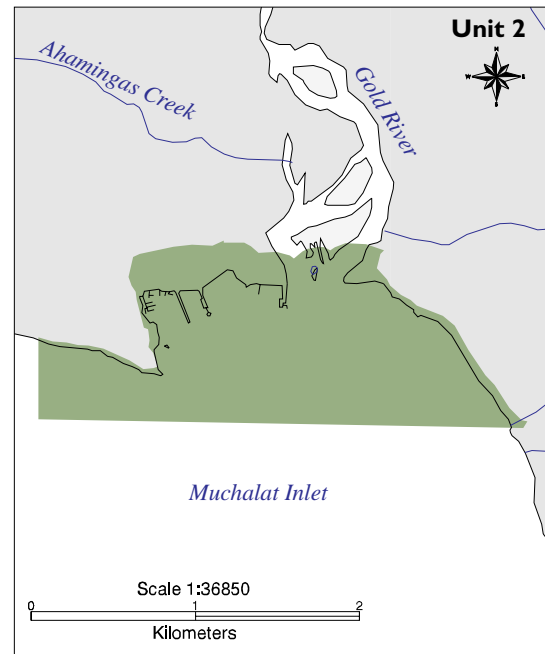 Unit 2
N
W E
S
Ahamingas Creek
Gold River
Muchalat Inlet
Scale 1:36850
0 1 2
Kilometers